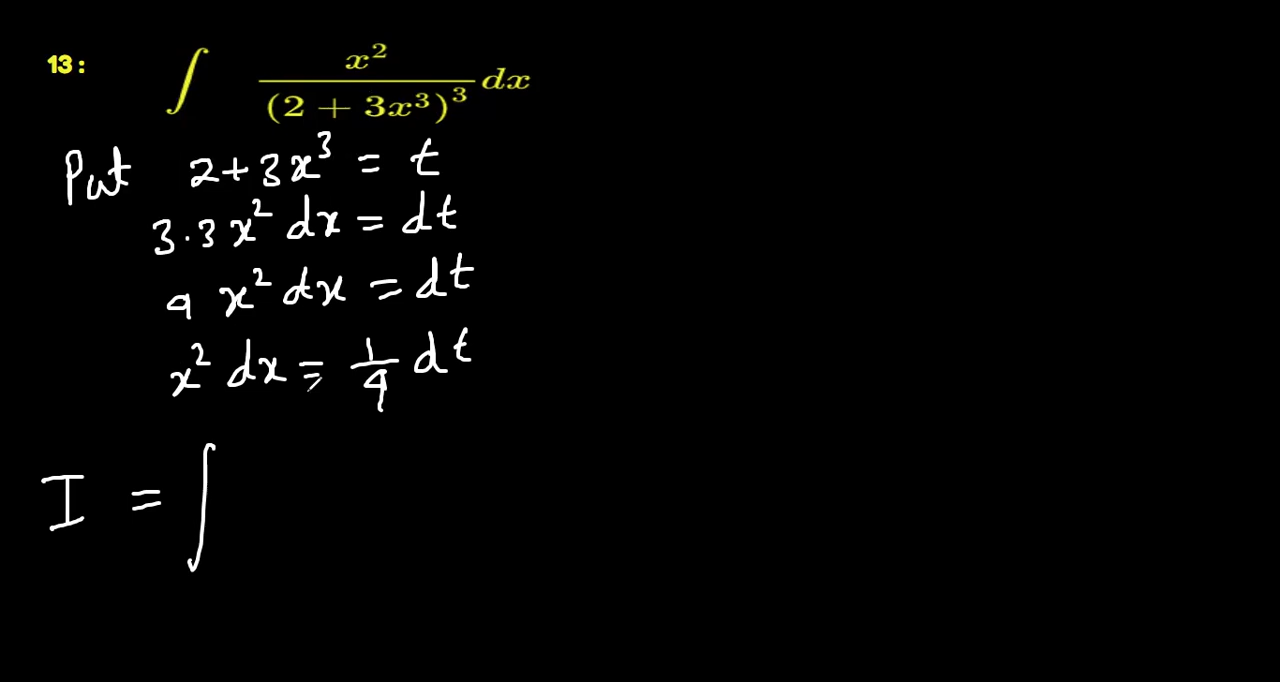 13: ∫ x² / (2 + 3x³)³ dx
Put 2+3x³ = t
3·3x² dx = dt
9 x² dx = dt
x² dx = 1/9 dt
I = ∫